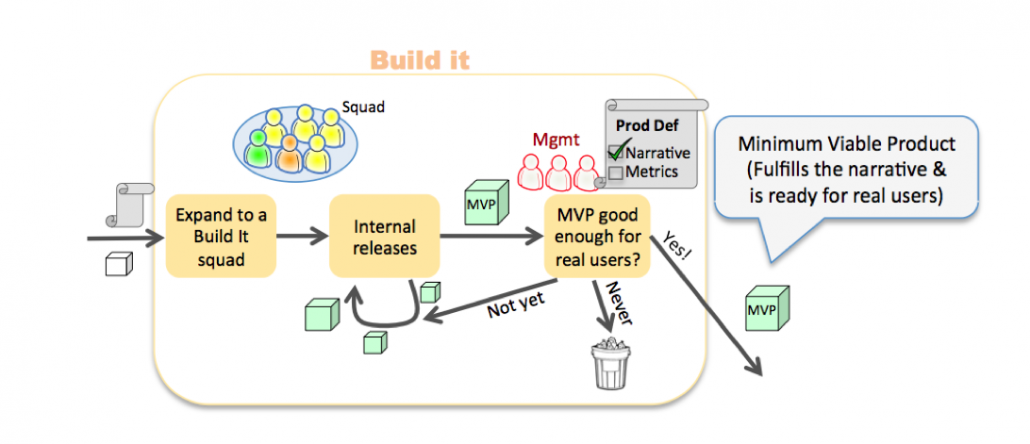 Build it
Squad
Prod Def
Narrative
Metrics
Mgmt
Minimum Viable Product
(Fulfills the narrative &
is ready for real users)
Expand to a
Build It
squad
Internal
releases
MVP
MVP good
enough for
real users?
Yes!
Not yet
Never
MVP